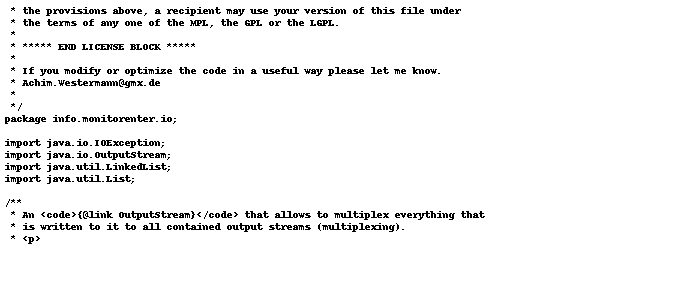 * the provisions above, a recipient may use your version of this file under
 * the terms of any one of the MPL, the GPL or the LGPL.
 *
 * ***** END LICENSE BLOCK *****
 *
 * If you modify or optimize the code in a useful way please let me know.
 * Achim.Westermann@gmx.de
 *
 */
package info.monitorenter.io;

import java.io.IOException;
import java.io.OutputStream;
import java.util.LinkedList;
import java.util.List;

/**
 * An <code>{@link OutputStream}</code> that allows to multiplex everything that
 * is written to it to all contained output streams (multiplexing).
 * <p>